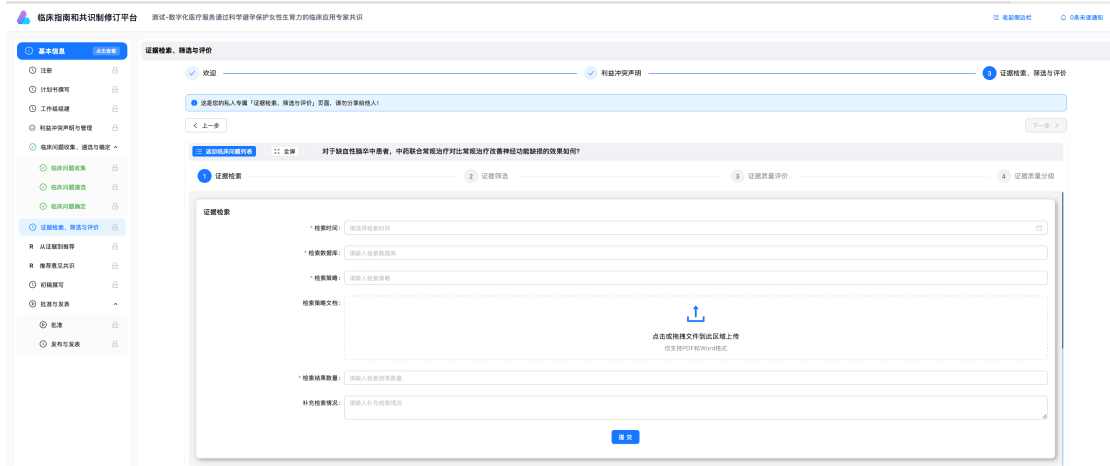 临床指南和共识制修订平台
测试-数字化医疗服务通过科学避孕保护女性生育力的临床应用专家共识
收起侧边栏
0条未读通知
基本信息
点击查看
注册
计划书撰写
工作组组建
利益冲突声明与管理
临床问题收集、遴选与确定
临床问题收集
临床问题遴选
临床问题确定
证据检索、筛选与评价
R 从证据到推荐
R 推荐意见共识
初稿撰写
批准与发表
批准
发布与发表
证据检索、筛选与评价
欢迎
利益冲突声明
3 证据检索、筛选与评价
这是您的私人专属「证据检索、筛选与评价」页面，请勿分享给他人！
< 上一步
下一步 >
返回临床问题列表
全屏
对于缺血性脑卒中患者，中药联合常规治疗对比常规治疗改善神经功能缺损的效果如何？
1 证据检索
2 证据筛选
3 证据质量评价
4 证据质量分级
证据检索
* 检索时间： 请选择检索时间
* 检索数据库： 请输入检索数据库
* 检索策略： 请输入检索策略
检索策略文档：
点击或拖拽文件到此区域上传
仅支持PDF和Word格式
* 检索结果数量： 请输入检索结果数量
补充检索情况： 请输入补充检索情况
提 交